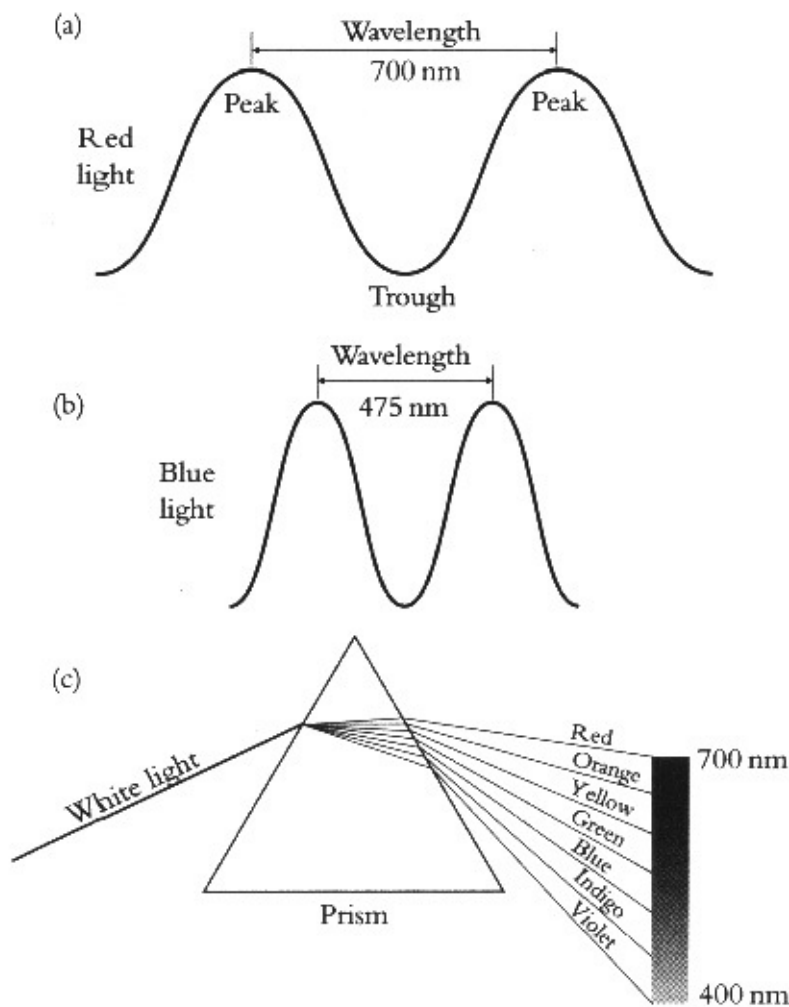 (a)
Wavelength
700 nm
Peak
Peak
Red
light
Trough
Wavelength
(b)
475 nm
Blue
light
(c)
White light
Red
700 nm
Orange
Yellow
Green
Blue
Indigo
Violet
Prism
400 nm